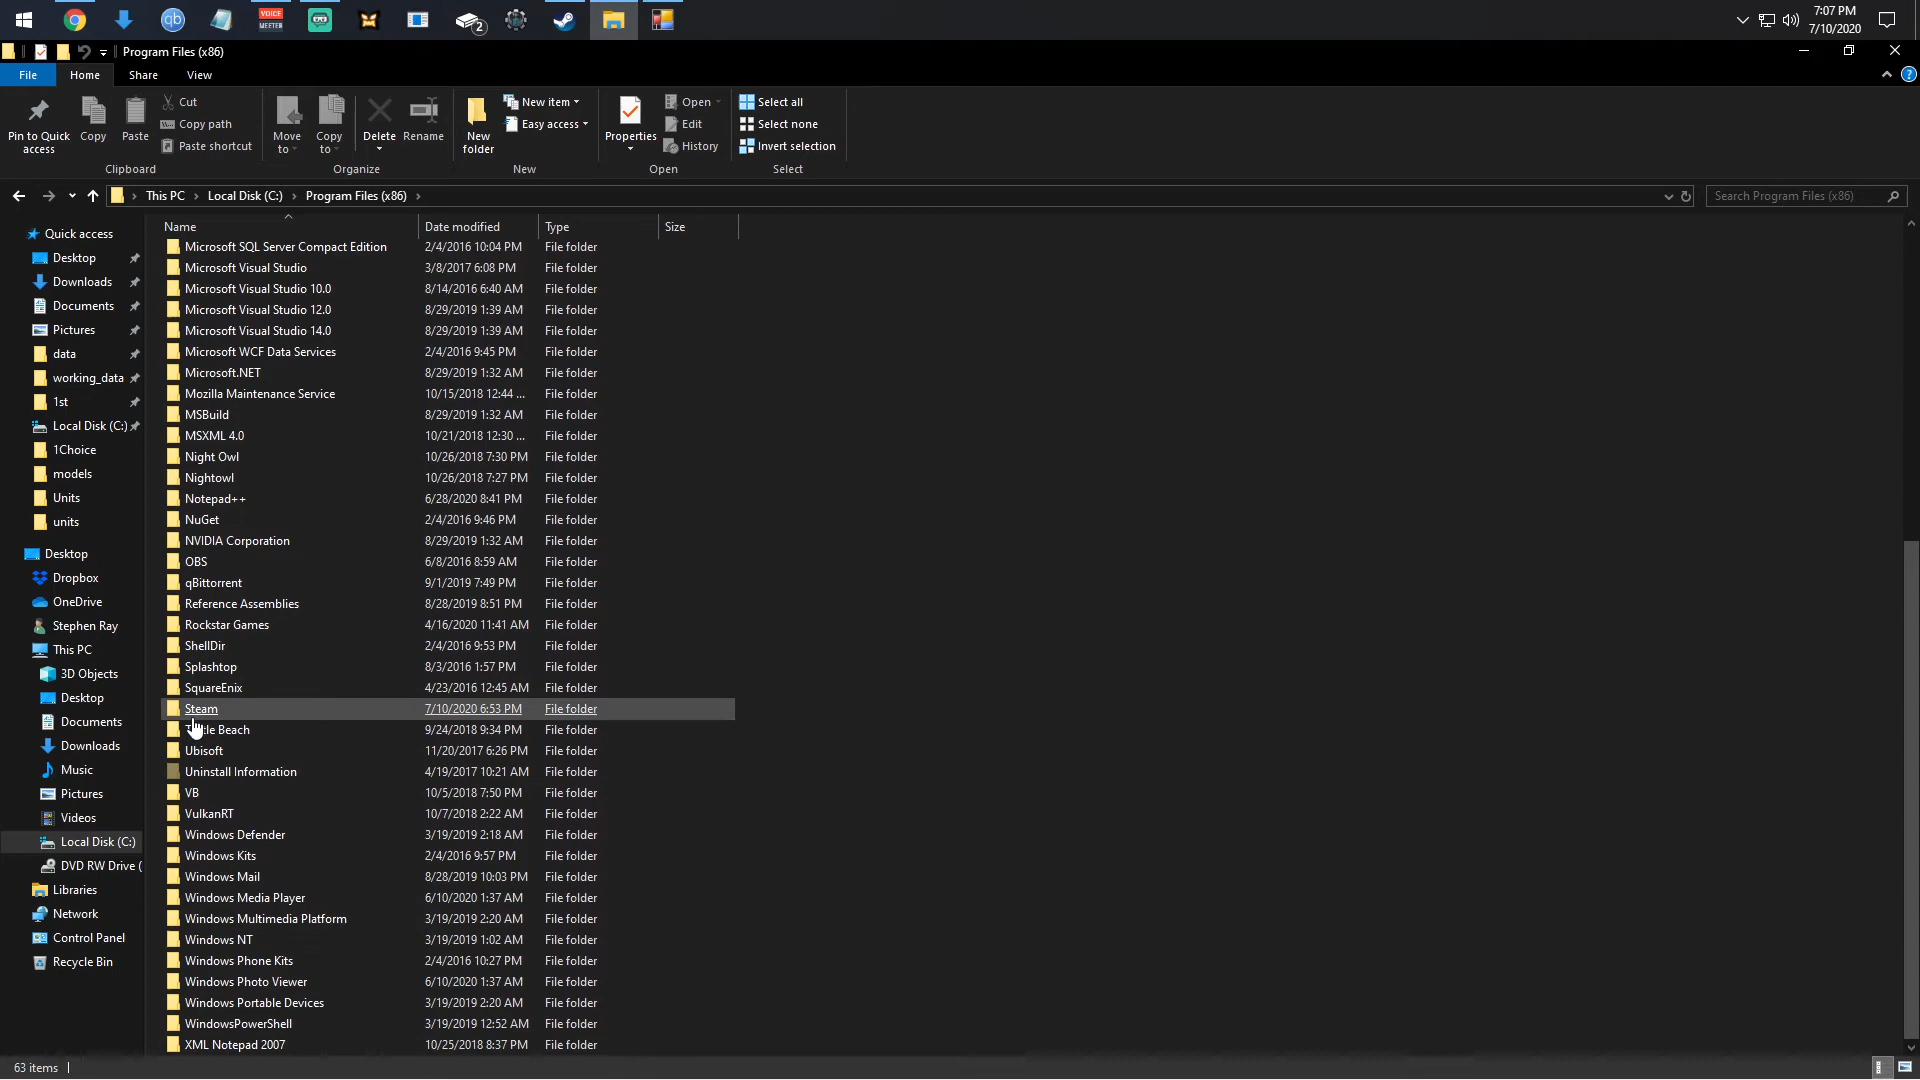 VOICE
MEETER
2
7:07 PM
7/10/2020
Program Files (x86)
File Home Share View
Pin to Quick access
Copy
Paste
Cut
Copy path
Paste shortcut
Clipboard
Move to
Copy to
Delete
Rename
Organize
New folder
New item
Easy access
New
Properties
Open
Edit
History
Open
Select all
Select none
Invert selection
Select
This PC Local Disk (C:) Program Files (x86)
Search Program Files (x86)
Quick access
Desktop
Downloads
Documents
Pictures
data
working_data
1st
Local Disk (C:)
1Choice
models
Units
units
Desktop
Dropbox
OneDrive
Stephen Ray
This PC
3D Objects
Desktop
Documents
Downloads
Music
Pictures
Videos
Local Disk (C:)
DVD RW Drive (
Libraries
Network
Control Panel
Recycle Bin
Name Date modified Type Size
Microsoft SQL Server Compact Edition 2/4/2016 10:04 PM File folder
Microsoft Visual Studio 3/8/2017 6:08 PM File folder
Microsoft Visual Studio 10.0 8/14/2016 6:40 AM File folder
Microsoft Visual Studio 12.0 8/29/2019 1:39 AM File folder
Microsoft Visual Studio 14.0 8/29/2019 1:39 AM File folder
Microsoft WCF Data Services 2/4/2016 9:45 PM File folder
Microsoft.NET 8/29/2019 1:32 AM File folder
Mozilla Maintenance Service 10/15/2018 12:44 ... File folder
MSBuild 8/29/2019 1:32 AM File folder
MSXML 4.0 10/21/2018 12:30 ... File folder
Night Owl 10/26/2018 7:30 PM File folder
Nightowl 10/26/2018 7:27 PM File folder
Notepad++ 6/28/2020 8:41 PM File folder
NuGet 2/4/2016 9:46 PM File folder
NVIDIA Corporation 8/29/2019 1:32 AM File folder
OBS 6/8/2016 8:59 AM File folder
qBittorrent 9/1/2019 7:49 PM File folder
Reference Assemblies 8/28/2019 8:51 PM File folder
Rockstar Games 4/16/2020 11:41 AM File folder
ShellDir 2/4/2016 9:53 PM File folder
Splashtop 8/3/2016 1:57 PM File folder
SquareEnix 4/23/2016 12:45 AM File folder
Steam 7/10/2020 6:53 PM File folder
Beach 9/24/2018 9:34 PM File folder
Ubisoft 11/20/2017 6:26 PM File folder
Uninstall Information 4/19/2017 10:21 AM File folder
VB 10/5/2018 7:50 PM File folder
VulkanRT 10/7/2018 2:22 AM File folder
Windows Defender 3/19/2019 2:18 AM File folder
Windows Kits 2/4/2016 9:57 PM File folder
Windows Mail 8/28/2019 10:03 PM File folder
Windows Media Player 6/10/2020 1:37 AM File folder
Windows Multimedia Platform 3/19/2019 2:20 AM File folder
Windows NT 3/19/2019 1:02 AM File folder
Windows Phone Kits 2/4/2016 10:27 PM File folder
Windows Photo Viewer 6/10/2020 1:37 AM File folder
Windows Portable Devices 3/19/2019 2:20 AM File folder
WindowsPowerShell 3/19/2019 12:52 AM File folder
XML Notepad 2007 10/25/2018 8:37 PM File folder
63 items